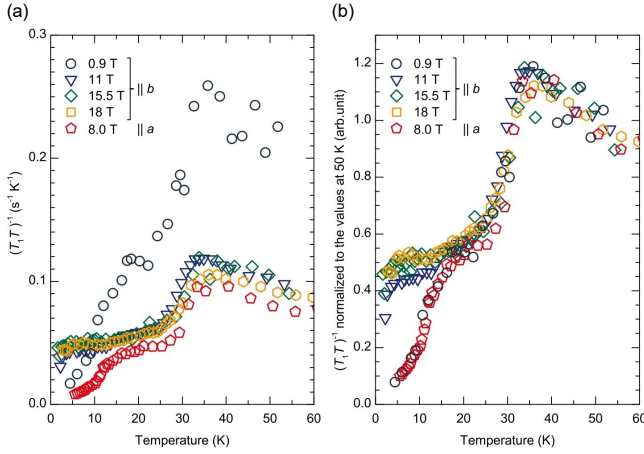 (a)
(b)
0.3
0.2
0.1
0.0
(T₁T)⁻¹ (s⁻¹ K⁻¹)
0.9 T
11 T
15.5 T
18 T
8.0 T
|| b
|| a
0 10 20 30 40 50 60
Temperature (K)
1.2
1.0
0.8
0.6
0.4
0.2
0.0
(T₁T)⁻¹ normalized to the values at 50 K (arb.unit)
0.9 T
11 T
15.5 T
18 T
8.0 T
|| b
|| a
0 10 20 30 40 50 60
Temperature (K)